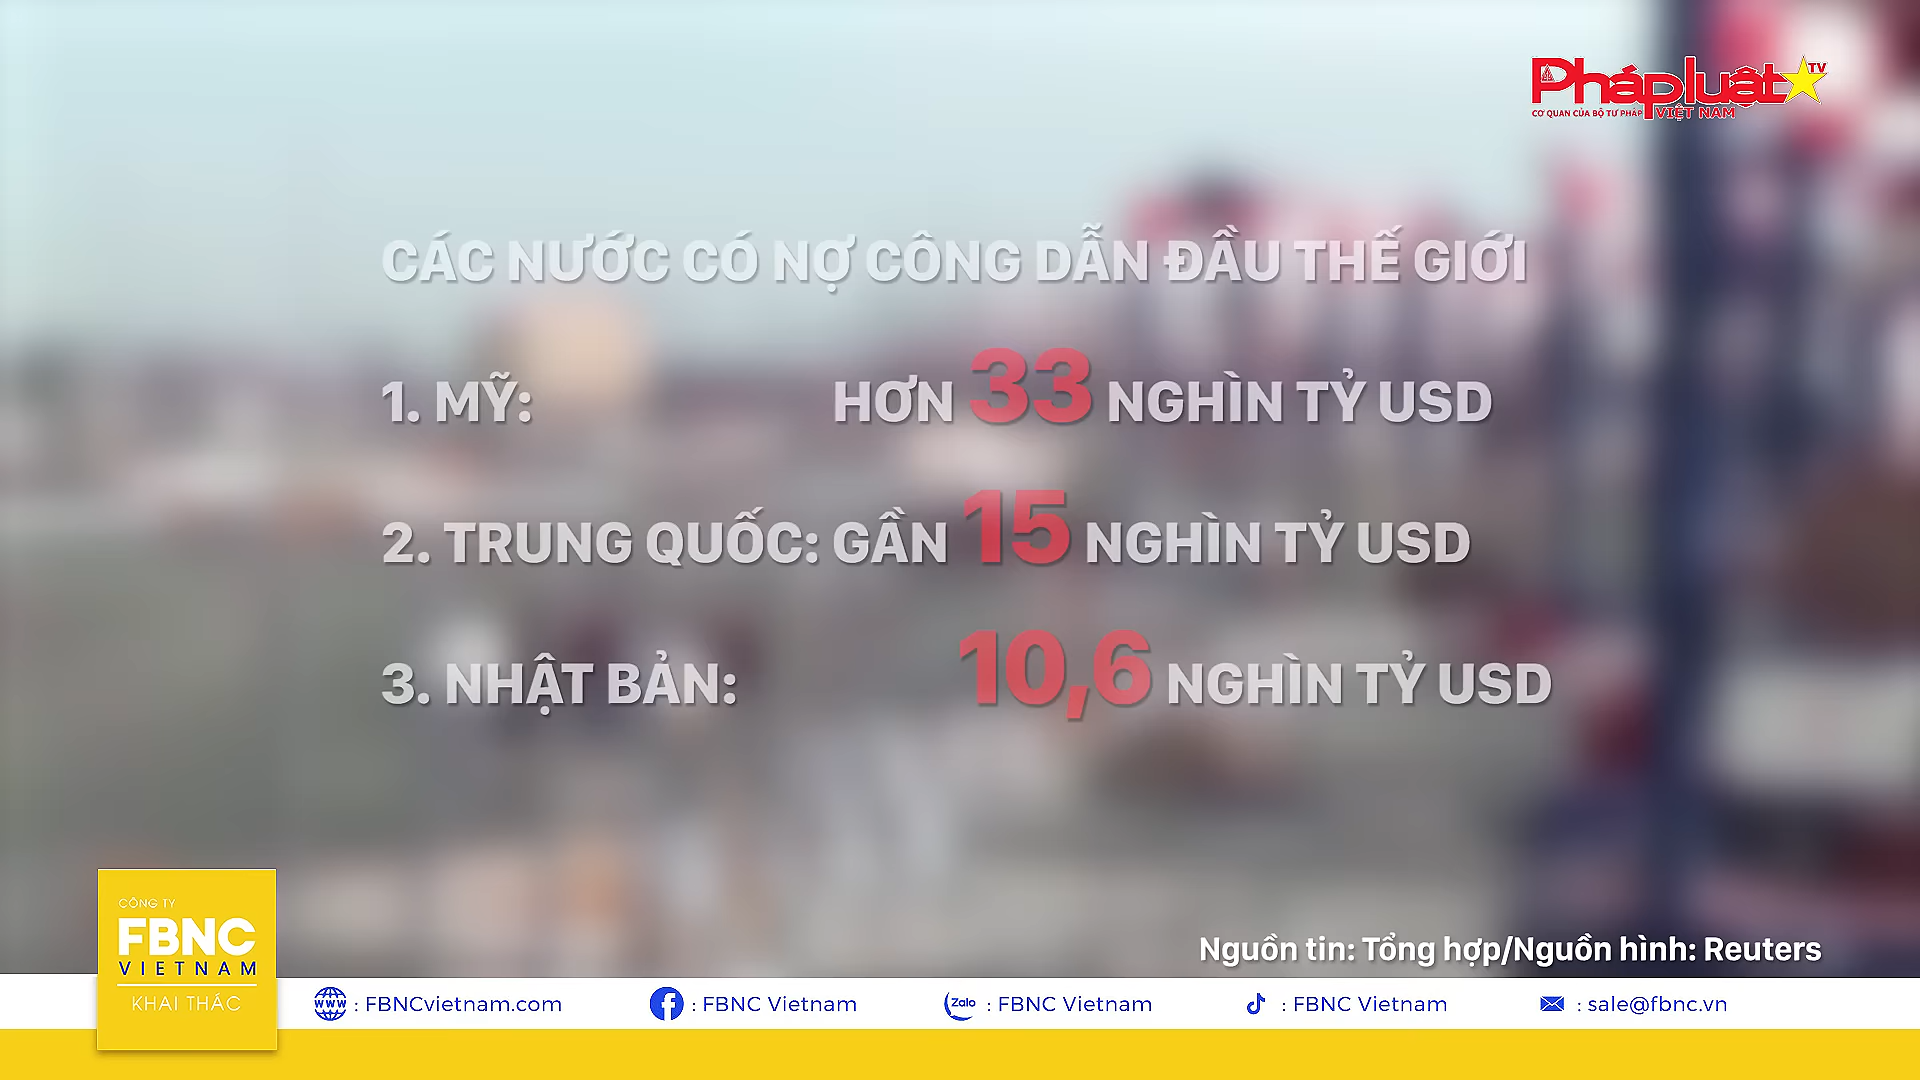 Pháp luật TV
CƠ QUAN CỦA BỘ TƯ PHÁP VIỆT NAM
CÁC NƯỚC CÓ NỢ CÔNG DẪN ĐẦU THẾ GIỚI
1. MỸ: HƠN 33 NGHÌN TỶ USD
2. TRUNG QUỐC: GẦN 15 NGHÌN TỶ USD
3. NHẬT BẢN: 10,6 NGHÌN TỶ USD
Nguồn tin: Tổng hợp/Nguồn hình: Reuters
CÔNG TY
FBNC
VIETNAM
KHAI THÁC
WWW : FBNCvietnam.com
f : FBNC Vietnam
Zalo : FBNC Vietnam
: FBNC Vietnam
: sale@fbnc.vn